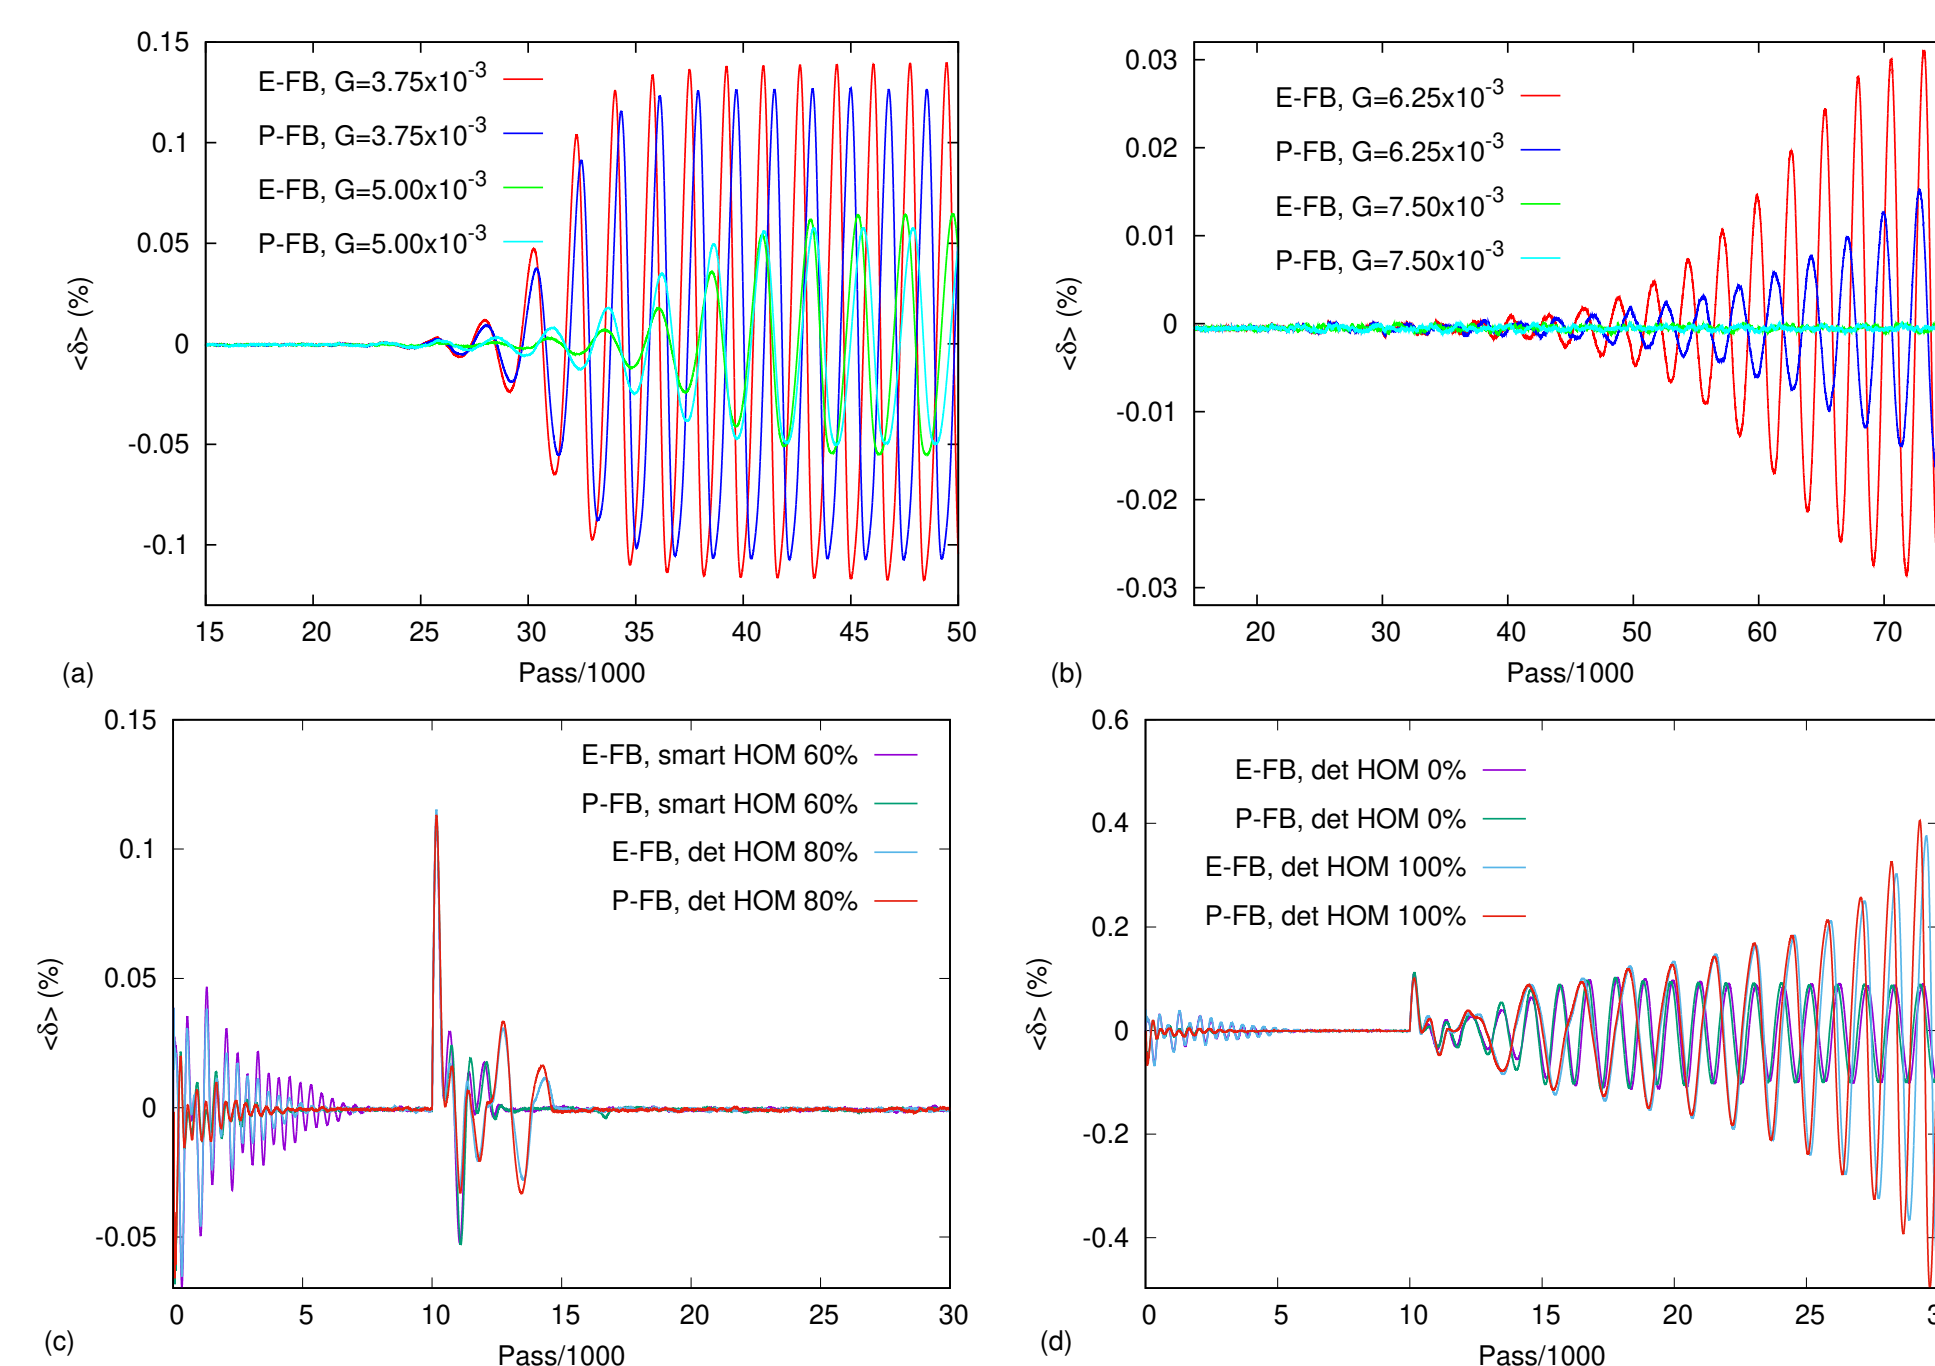 0.15
0.1
0.05
0
-0.05
-0.1
<δ> (%)
E-FB, G=3.75x10-3
P-FB, G=3.75x10-3
E-FB, G=5.00x10-3
P-FB, G=5.00x10-3
15 20 25 30 35 40 45 50
Pass/1000
(a)
0.03
0.02
0.01
0
-0.01
-0.02
-0.03
<δ> (%)
E-FB, G=6.25x10-3
P-FB, G=6.25x10-3
E-FB, G=7.50x10-3
P-FB, G=7.50x10-3
20 30 40 50 60 70
Pass/1000
(b)
0.15
0.1
0.05
0
-0.05
<δ> (%)
E-FB, smart HOM 60%
P-FB, smart HOM 60%
E-FB, det HOM 80%
P-FB, det HOM 80%
0 5 10 15 20 25 30
Pass/1000
(c)
0.6
0.4
0.2
0
-0.2
-0.4
<δ> (%)
E-FB, det HOM 0%
P-FB, det HOM 0%
E-FB, det HOM 100%
P-FB, det HOM 100%
0 5 10 15 20 25
Pass/1000
(d)